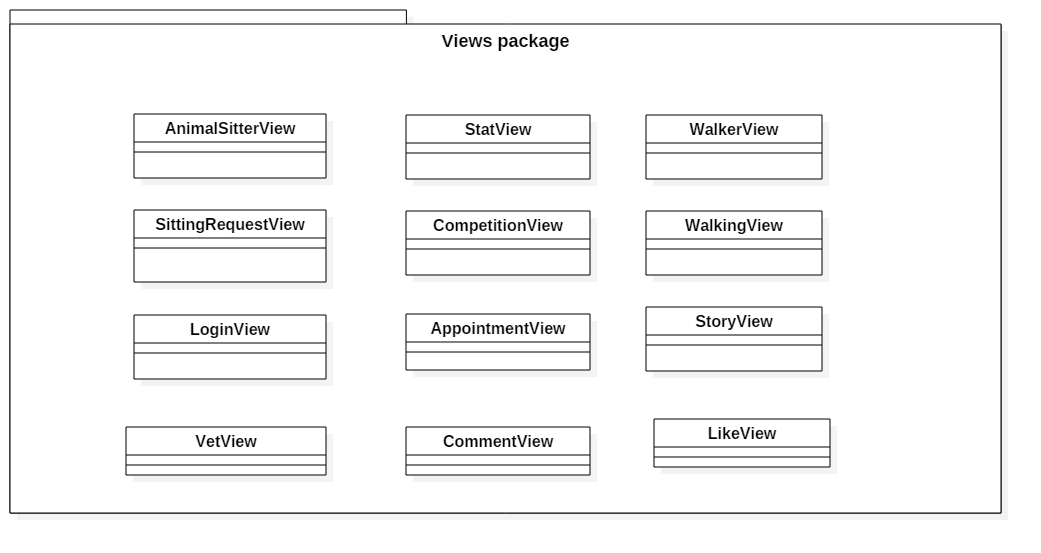 Views package
AnimalSitterView
StatView
WalkerView
SittingRequestView
CompetitionView
WalkingView
LoginView
AppointmentView
StoryView
VetView
CommentView
LikeView